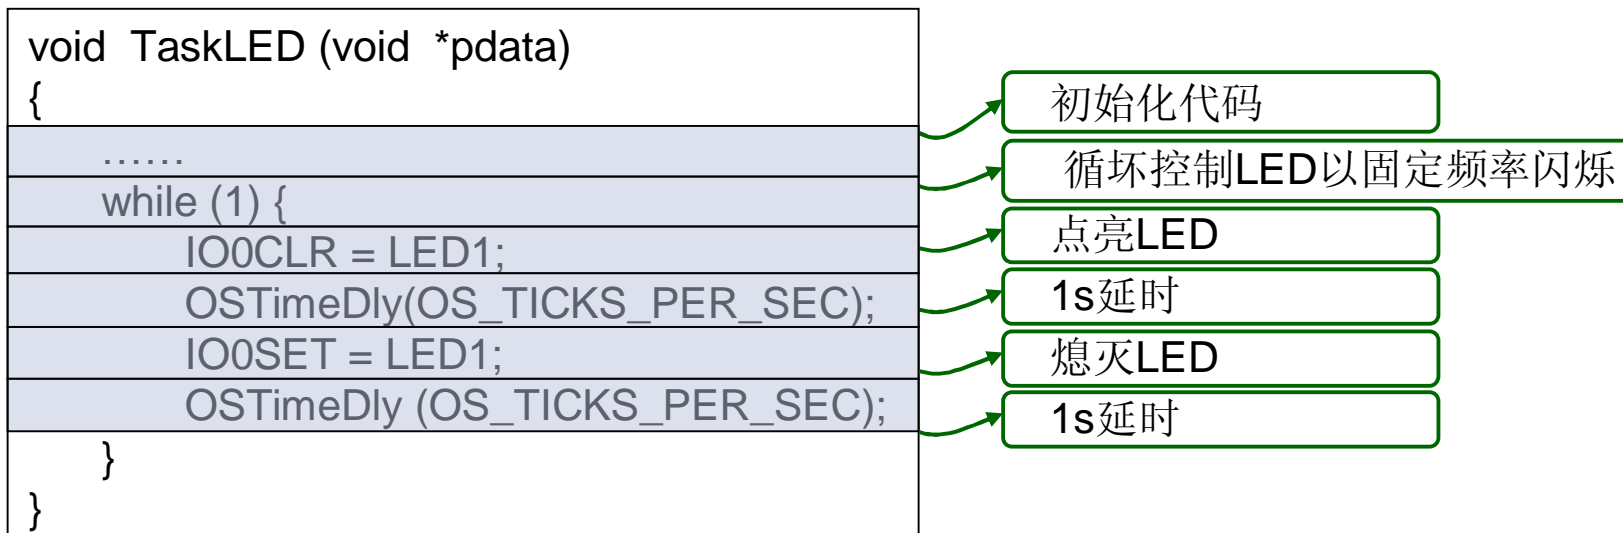 void TaskLED (void *pdata)
{
……
初始化代码
while (1) {
循环控制LED以固定频率闪烁
IO0CLR = LED1;
点亮LED
OSTimeDly(OS_TICKS_PER_SEC);
1s延时
IO0SET = LED1;
熄灭LED
OSTimeDly (OS_TICKS_PER_SEC);
1s延时
}
}